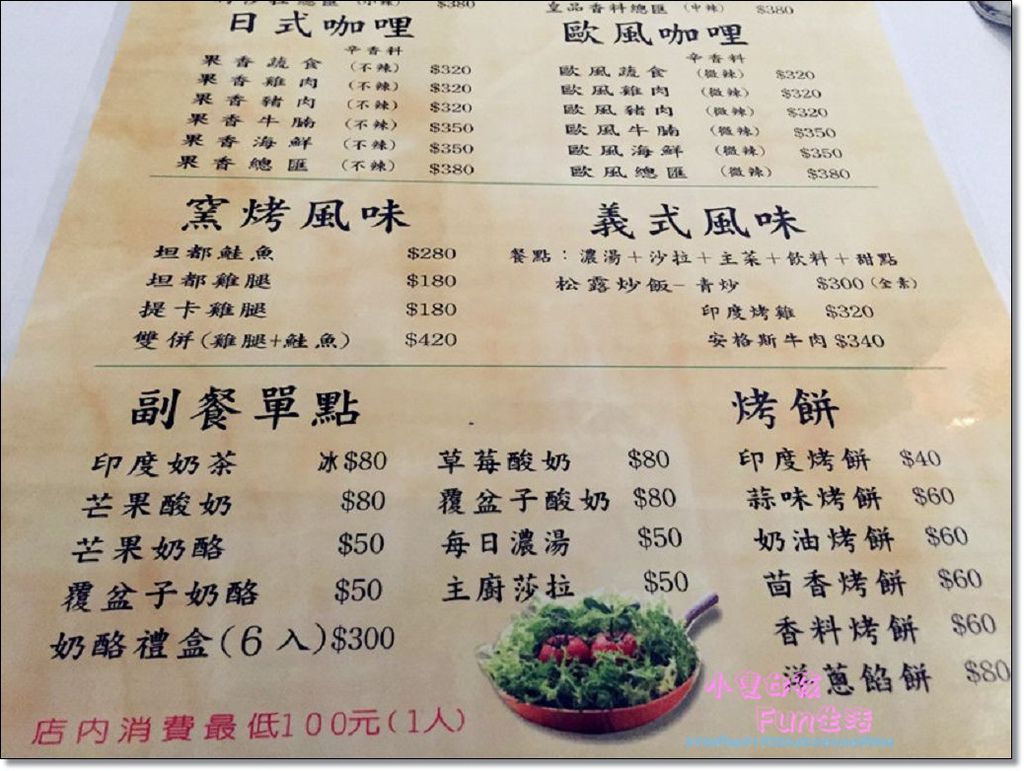 $380
皇品香料總匯 (中辣) $380
日式咖哩
辛香料
果香蔬食 (不辣) $320
果香雞肉 (不辣) $320
果香豬肉 (不辣) $320
果香牛腩 (不辣) $350
果香海鮮 (不辣) $350
果香總匯 (不辣) $380
歐風咖哩
辛香料
歐風蔬食 (微辣) $320
歐風雞肉 (微辣) $320
歐風豬肉 (微辣) $320
歐風牛腩 (微辣) $350
歐風海鮮 (微辣) $350
歐風總匯 (微辣) $380
窯烤風味
坦都鮭魚 $280
坦都雞腿 $180
提卡雞腿 $180
雙併(雞腿+鮭魚) $420
義式風味
餐點：濃湯+沙拉+主菜+飲料+甜點
松露炒飯-青炒 $300(全素)
印度烤雞 $320
安格斯牛肉 $340
副餐單點
印度奶茶 冰$80
芒果酸奶 $80
芒果奶酪 $50
覆盆子奶酪 $50
奶酪禮盒(6入)$300
草莓酸奶 $80
覆盆子酸奶 $80
每日濃湯 $50
主廚莎拉 $50
烤餅
印度烤餅 $40
蒜味烤餅 $60
奶油烤餅 $60
茴香烤餅 $60
香料烤餅 $60
洋蔥餡餅 $80
店內消費最低100元(1人)
Fun生活